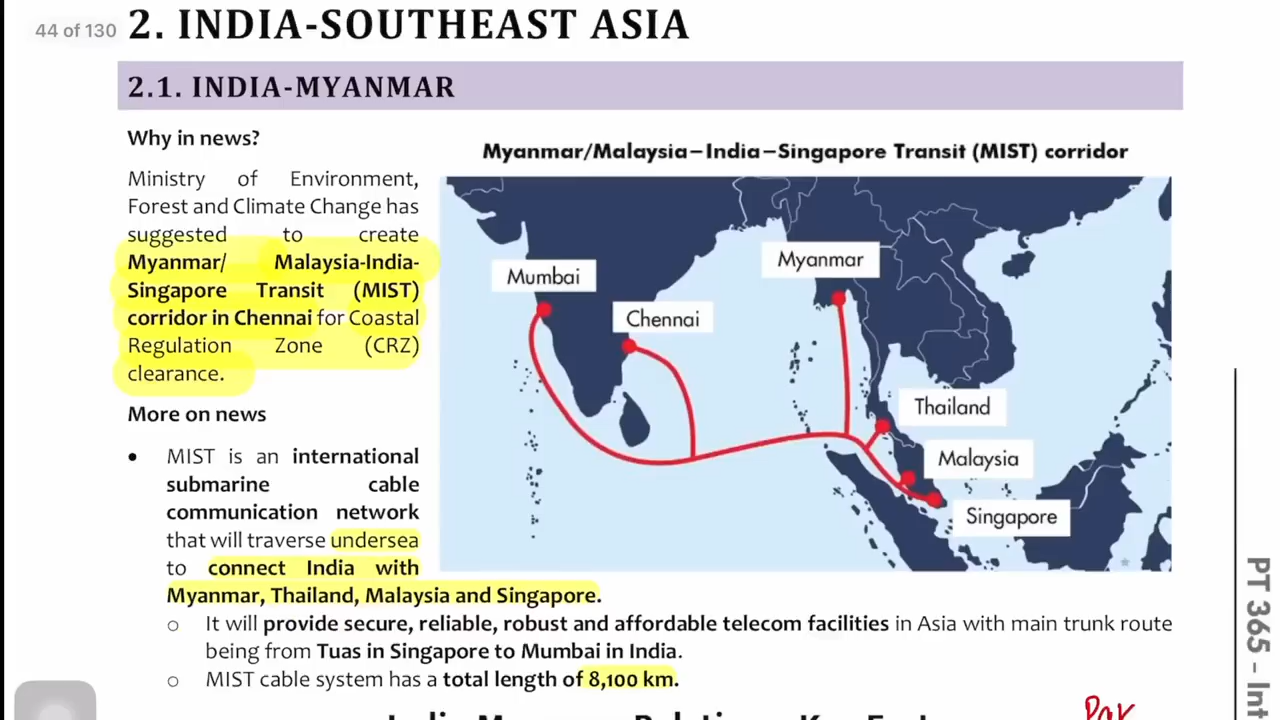 44 of 130
2. INDIA-SOUTHEAST ASIA
2.1. INDIA-MYANMAR
Why in news?
Ministry of Environment,
Forest and Climate Change has
suggested to create
Myanmar/ Malaysia-India-
Singapore Transit (MIST)
corridor in Chennai for Coastal
Regulation Zone (CRZ)
clearance.
More on news
• MIST is an international
submarine cable
communication network
that will traverse undersea
to connect India with
Myanmar, Thailand, Malaysia and Singapore.
o It will provide secure, reliable, robust and affordable telecom facilities in Asia with main trunk route
being from Tuas in Singapore to Mumbai in India.
o MIST cable system has a total length of 8,100 km.
Myanmar/Malaysia–India–Singapore Transit (MIST) corridor
Mumbai
Chennai
Myanmar
Thailand
Malaysia
Singapore
PT 365 - Int